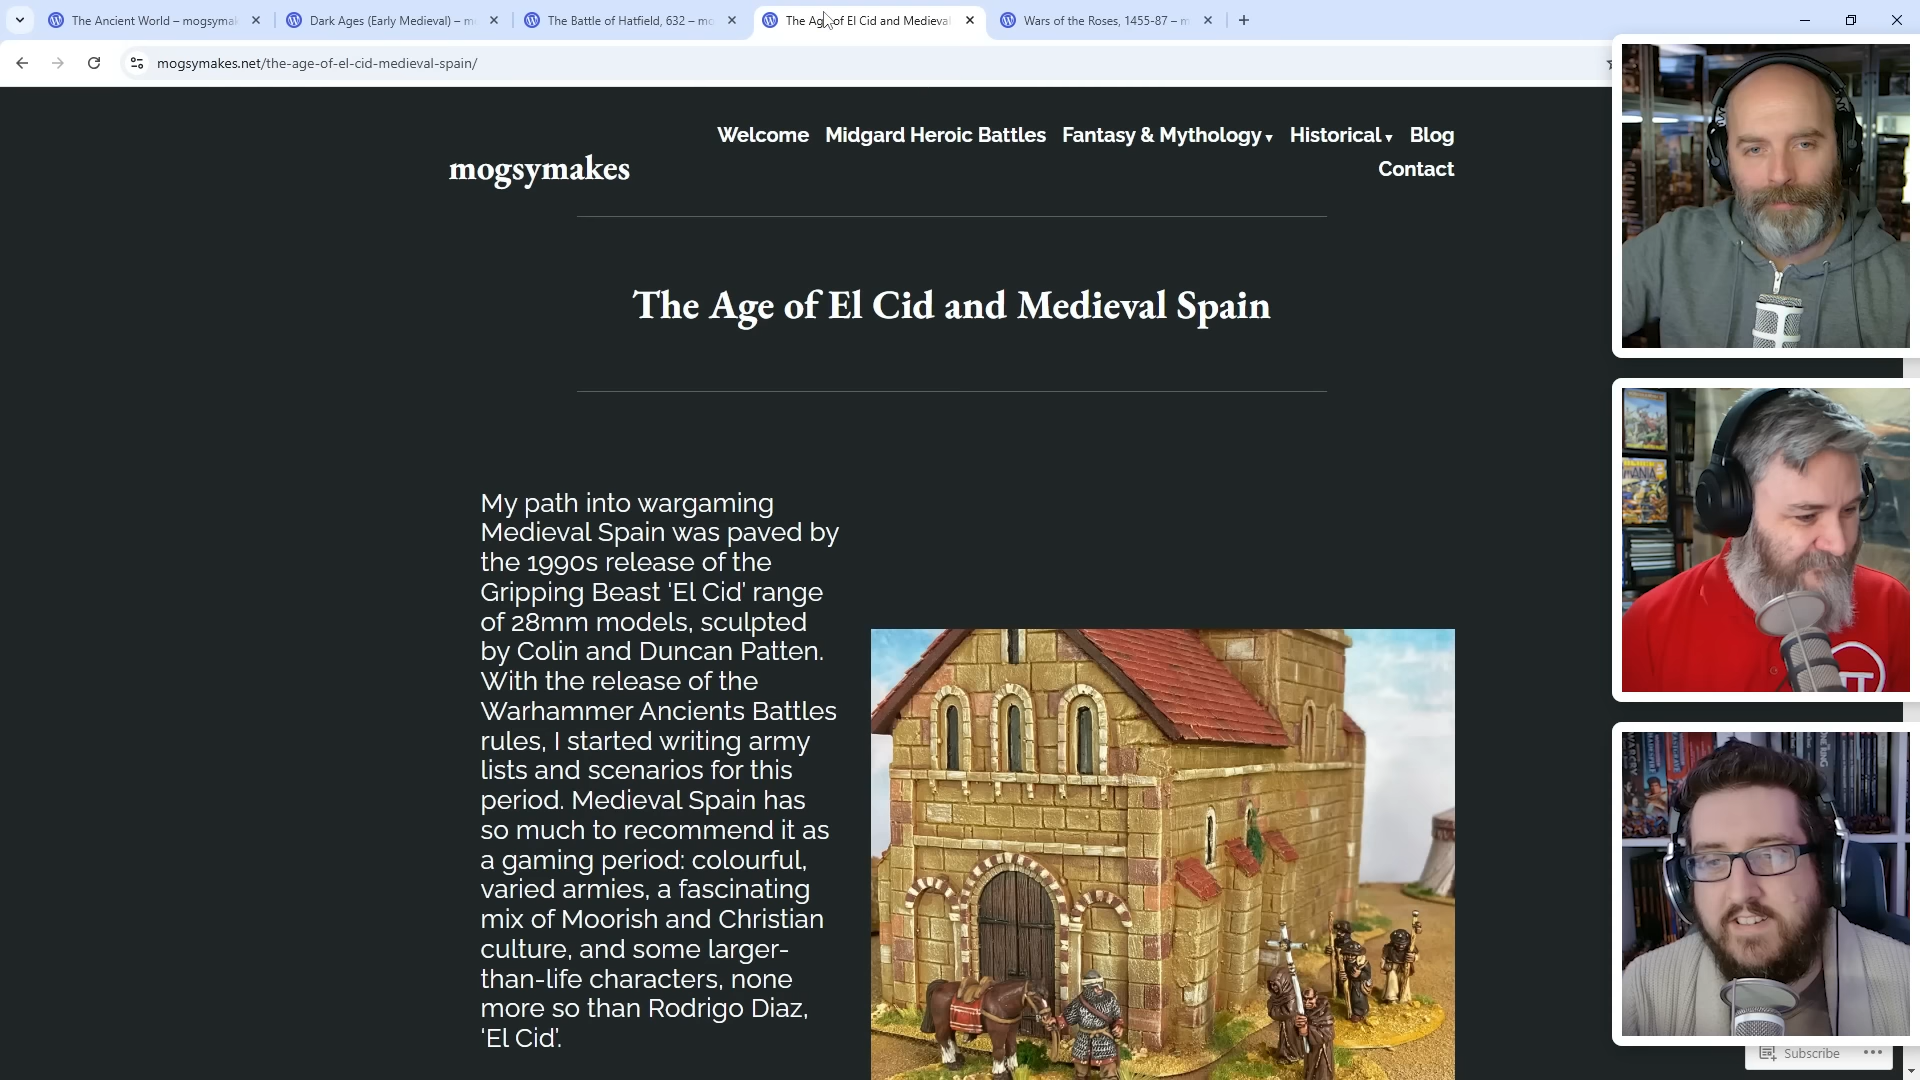 The Ancient World – mogsymak
Dark Ages (Early Medieval) – m
The Battle of Hatfield, 632 – mo
The Age of El Cid and Medieval
Wars of the Roses, 1455-87 – m
mogsymakes.net/the-age-of-el-cid-medieval-spain/
Welcome Midgard Heroic Battles Fantasy & Mythology Historical Blog
Contact
mogsymakes
The Age of El Cid and Medieval Spain
My path into wargaming
Medieval Spain was paved by
the 1990s release of the
Gripping Beast ‘El Cid’ range
of 28mm models, sculpted
by Colin and Duncan Patten.
With the release of the
Warhammer Ancients Battles
rules, I started writing army
lists and scenarios for this
period. Medieval Spain has
so much to recommend it as
a gaming period: colourful,
varied armies, a fascinating
mix of Moorish and Christian
culture, and some larger-
than-life characters, none
more so than Rodrigo Diaz,
‘El Cid’.
Subscribe